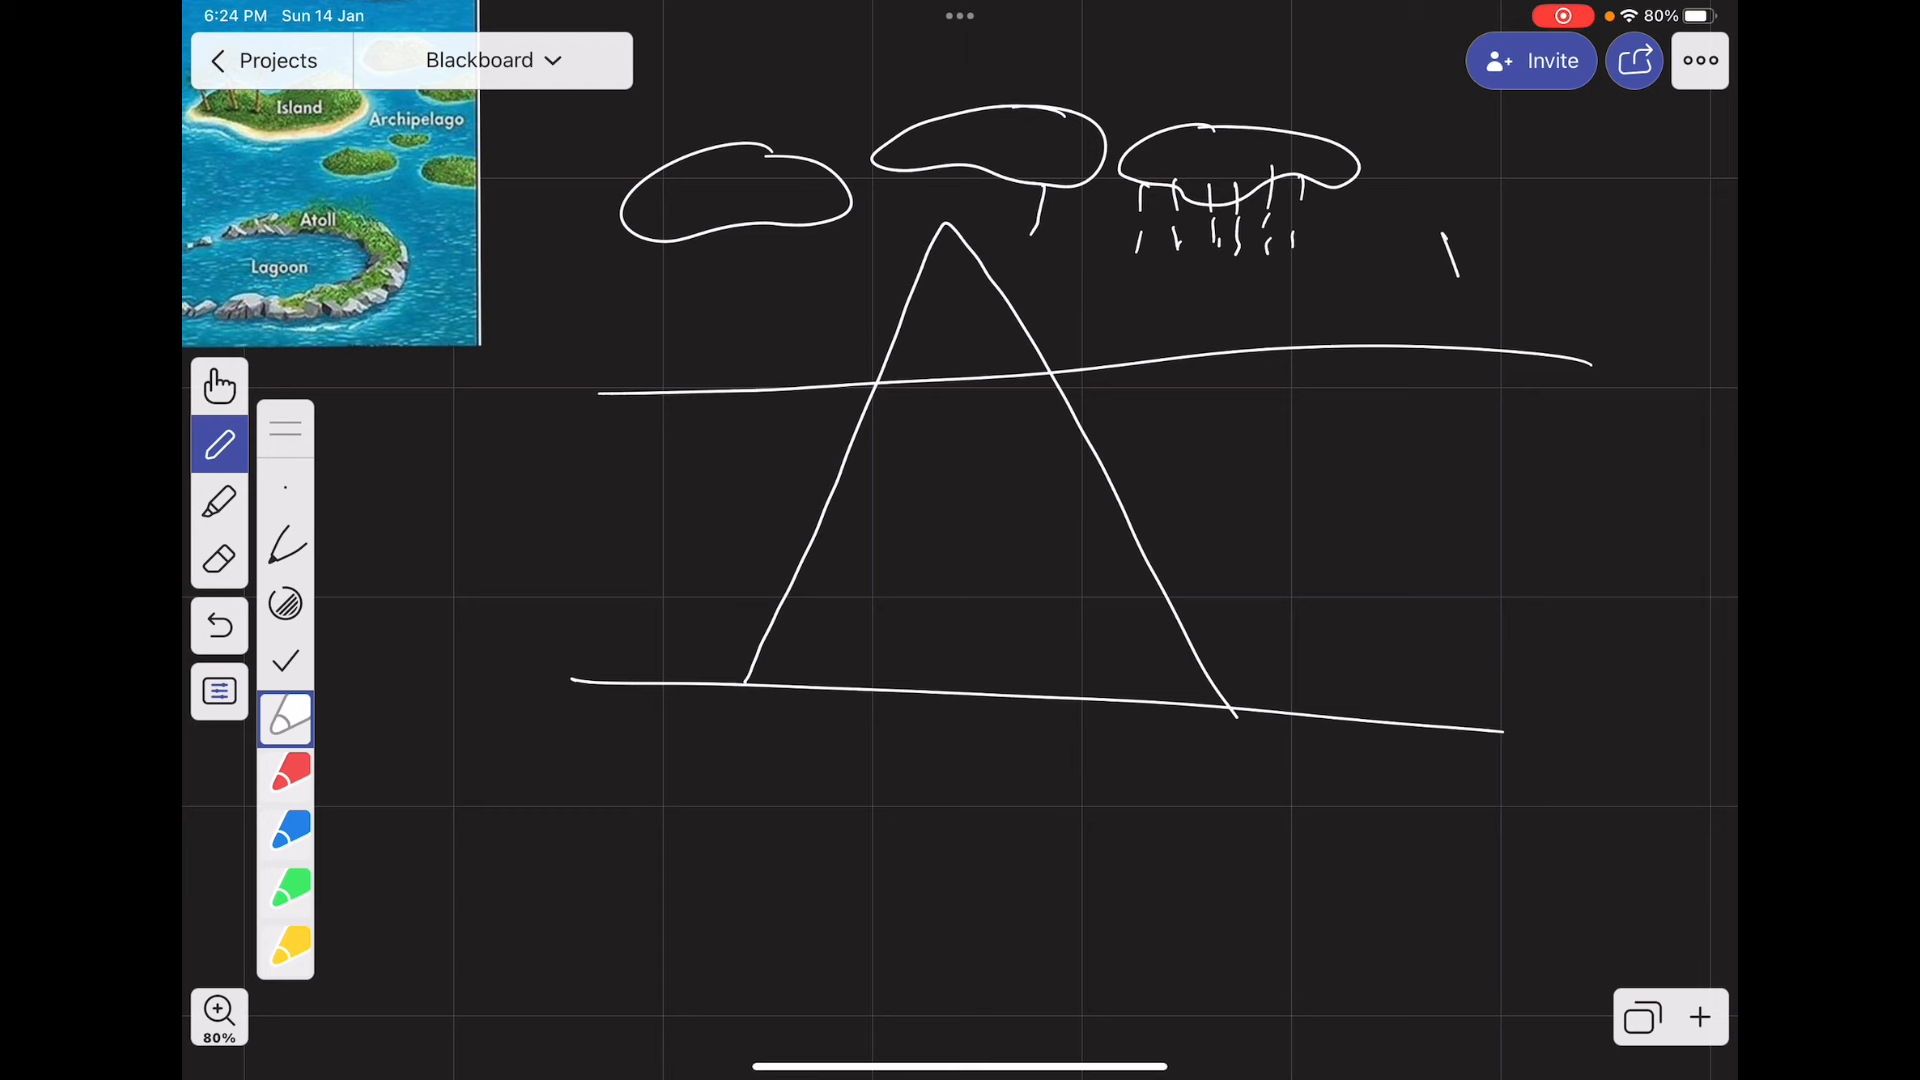 6:24 PM Sun 14 Jan
80%
Projects
Blackboard
Invite
Island
Archipelago
Atoll
Lagoon
80%